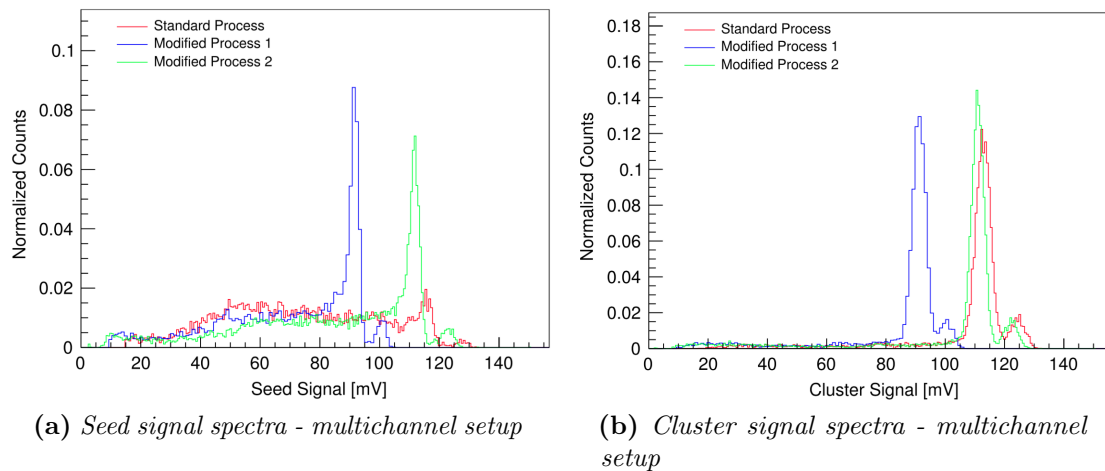 Standard Process
Modified Process 1
Modified Process 2
0.1
0.08
0.06
0.04
0.02
0
Normalized Counts
0 20 40 60 80 100 120 140
Seed Signal [mV]
(a) Seed signal spectra - multichannel setup
Standard Process
Modified Process 1
Modified Process 2
0.18
0.16
0.14
0.12
0.10
0.08
0.06
0.04
0.02
0.00
Normalized Counts
0 20 40 60 80 100 120 140
Cluster Signal [mV]
(b) Cluster signal spectra - multichannel
setup